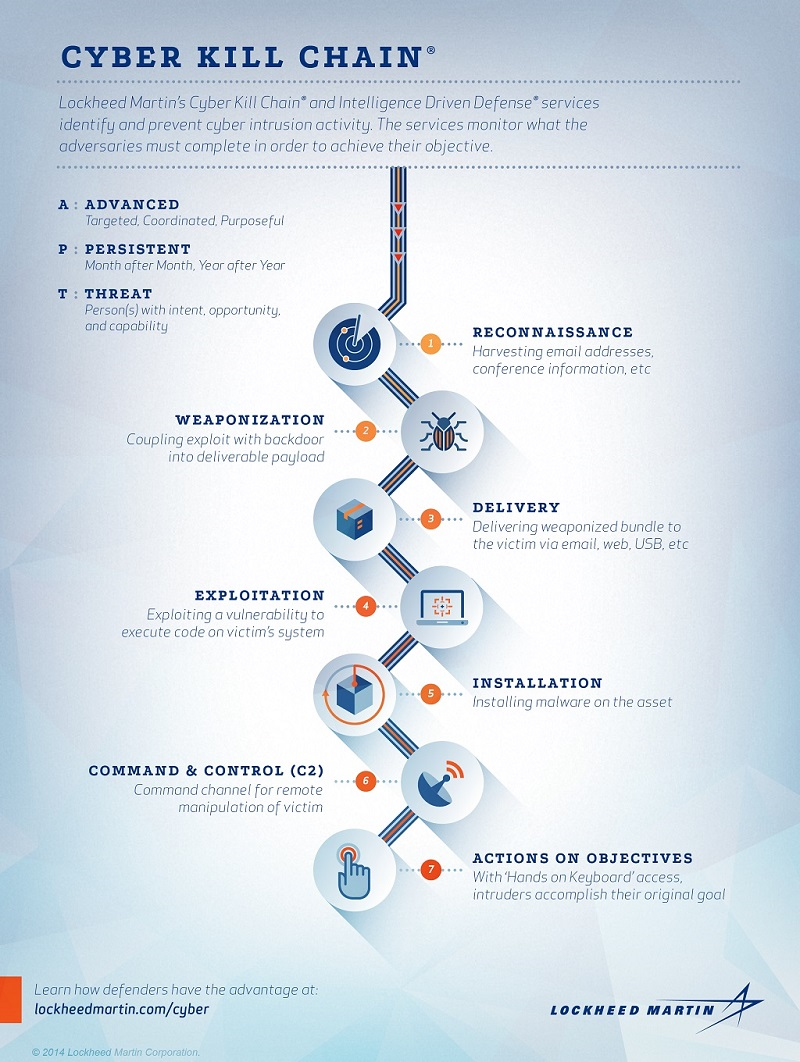 CYBER KILL CHAIN®
Lockheed Martin's Cyber Kill Chain® and Intelligence Driven Defense® services
identify and prevent cyber intrusion activity. The services monitor what the
adversaries must complete in order to achieve their objective.
A : ADVANCED
Targeted, Coordinated, Purposeful
P : PERSISTENT
Month after Month, Year after Year
T : THREAT
Person(s) with intent, opportunity,
and capability
1
RECONNAISSANCE
Harvesting email addresses,
conference information, etc
WEAPONIZATION
Coupling exploit with backdoor
into deliverable payload
2
3
DELIVERY
Delivering weaponized bundle to
the victim via email, web, USB, etc
EXPLOITATION
Exploiting a vulnerability to
execute code on victim's system
4
5
INSTALLATION
Installing malware on the asset
COMMAND & CONTROL (C2)
Command channel for remote
manipulation of victim
6
7
ACTIONS ON OBJECTIVES
With 'Hands on Keyboard' access,
intruders accomplish their original goal
Learn how defenders have the advantage at:
lockheedmartin.com/cyber
LOCKHEED MARTIN
© 2014 Lockheed Martin Corporation.